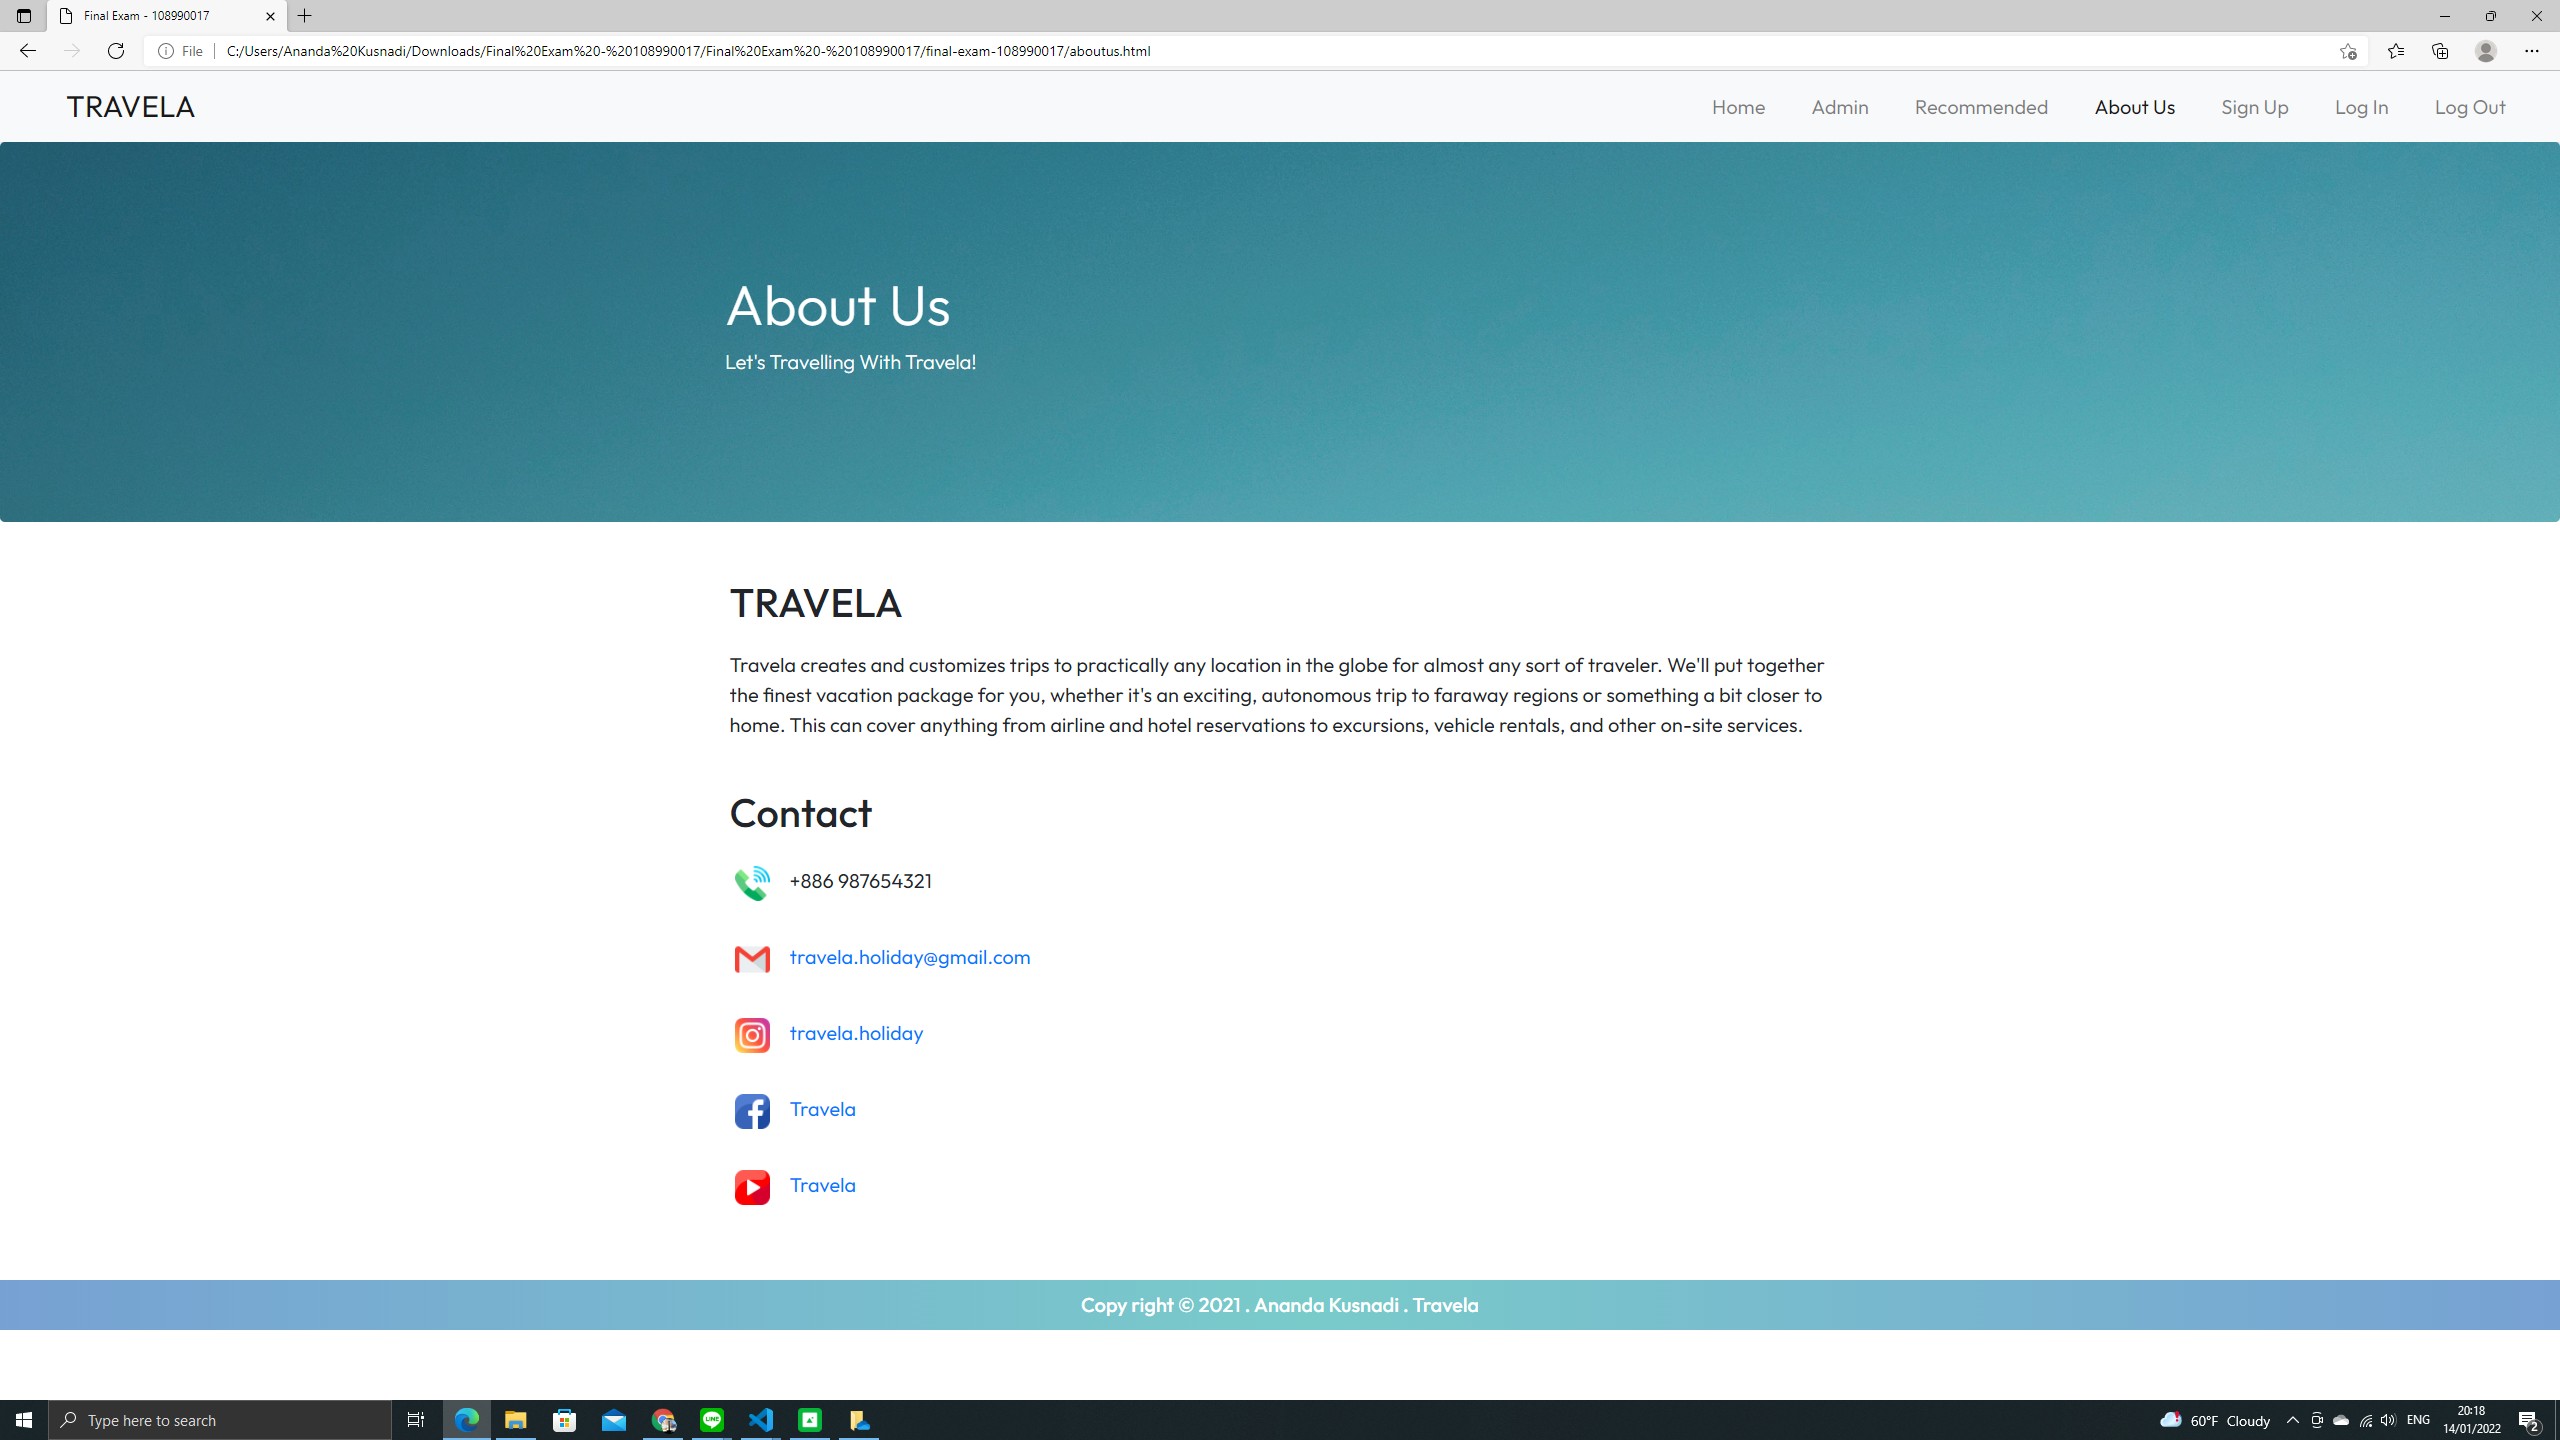 Final Exam - 108990017
File
C:/Users/Ananda%20Kusnadi/Downloads/Final%20Exam%20-%20108990017/Final%20Exam%20-%20108990017/final-exam-108990017/aboutus.html
TRAVELA
Home
Admin
Recommended
About Us
Sign Up
Log In
Log Out
About Us
Let's Travelling With Travela!
TRAVELA
Travela creates and customizes trips to practically any location in the globe for almost any sort of traveler. We'll put together
the finest vacation package for you, whether it's an exciting, autonomous trip to faraway regions or something a bit closer to
home. This can cover anything from airline and hotel reservations to excursions, vehicle rentals, and other on-site services.
Contact
+886 987654321
travela.holiday@gmail.com
travela.holiday
Travela
Travela
Copy right © 2021 . Ananda Kusnadi . Travela
Type here to search
LINE
60°F Cloudy
ENG
20:18
14/01/2022
2